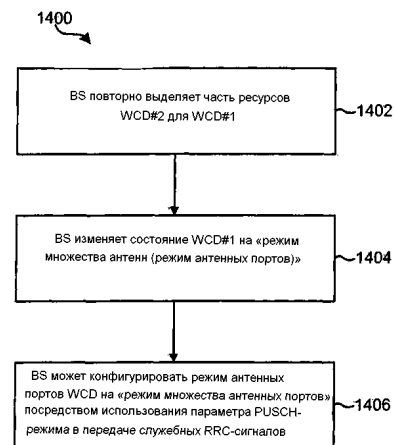 1400
BS повторно выделяет часть ресурсов
WCD#2 для WCD#1
1402
BS изменяет состояние WCD#1 на «режим
множества антенн (режим антенных портов)»
1404
BS может конфигурировать режим антенных
портов WCD на «режим множества антенных портов»
посредством использования параметра PUSCH-
режима в передаче служебных RRC-сигналов
1406